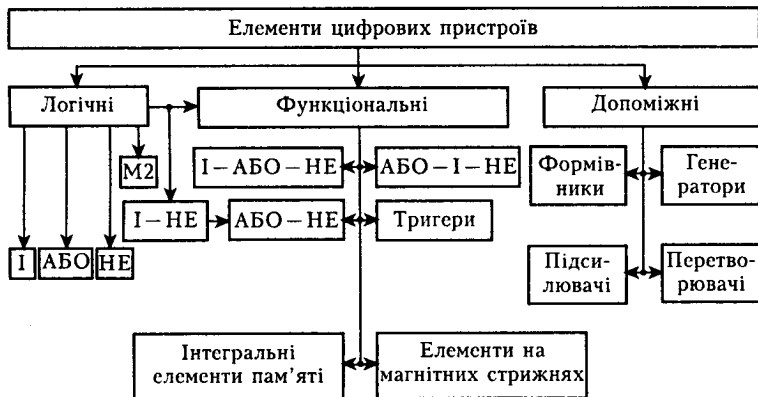 Елементи цифрових пристроїв
Логічні
Функціональні
Допоміжні
М2
І–АБО–НЕ
АБО–І–НЕ
Формів-
ники
Гене-
ратори
І–НЕ
АБО–НЕ
Тригери
І
АБО
НЕ
Підси-
лювачі
Перетво-
рювачі
Інтегральні
елементи пам’яті
Елементи на
магнітних стрижнях